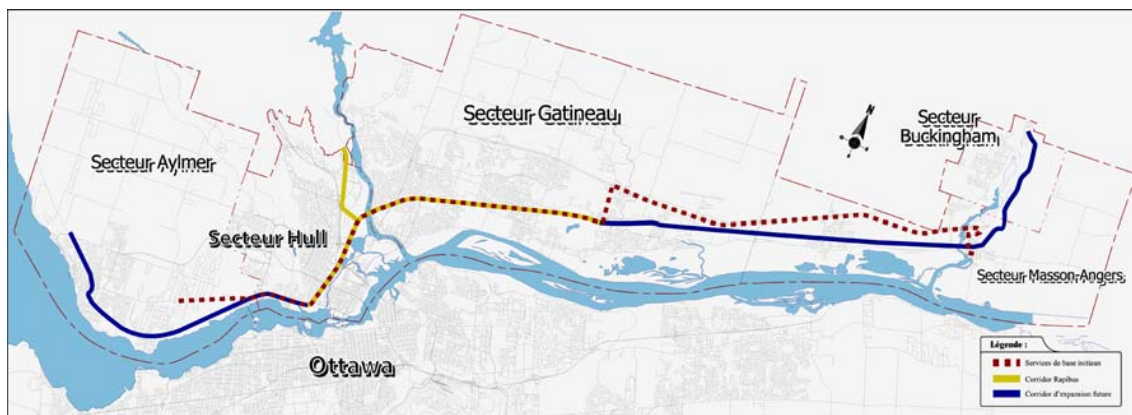 Secteur Gatineau
Secteur
Buckingham
N
Secteur Aylmer
Secteur Hull
Secteur Masson-Angers
Ottawa
Légende :
Services de base initiaux
Corridor Rapibus
Corridor d'expansion future